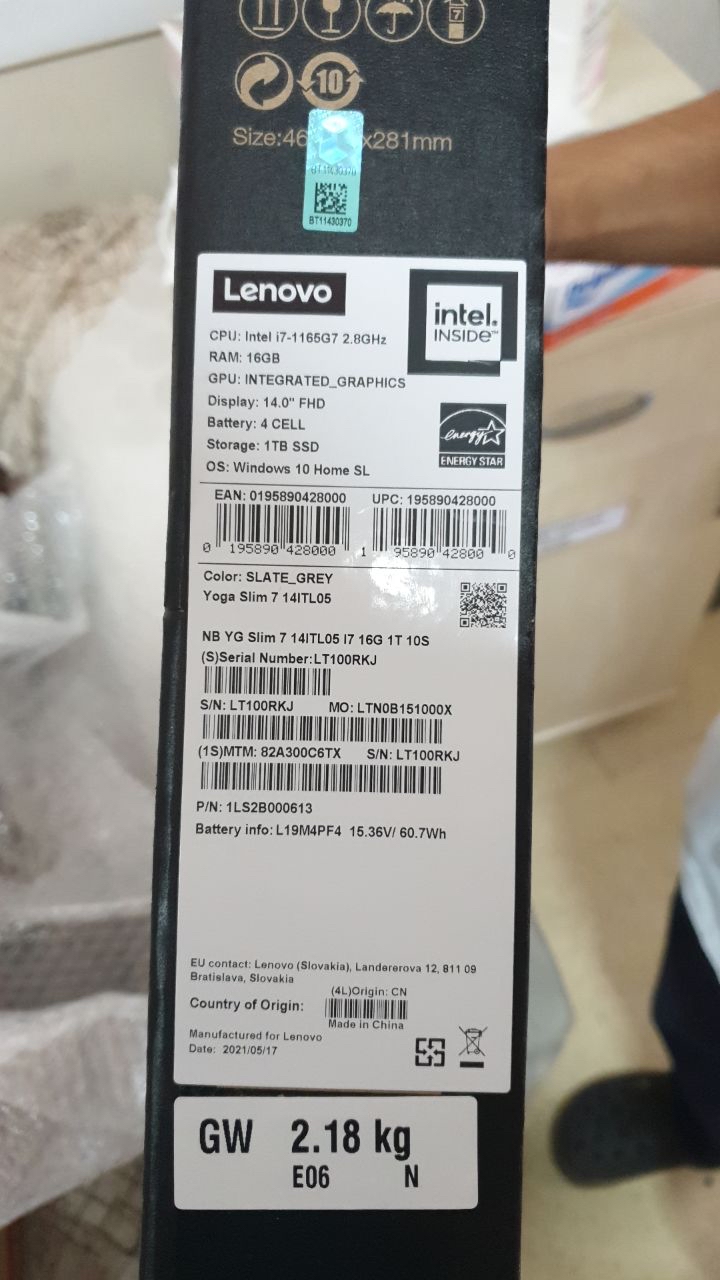 7
10
Size:46 x281mm
BT11430370
BT11430370
Lenovo
intel.
INSIDE™
CPU: Intel i7-1165G7 2.8GHz
RAM: 16GB
GPU: INTEGRATED_GRAPHICS
Display: 14.0" FHD
Battery: 4 CELL
Storage: 1TB SSD
OS: Windows 10 Home SL
energy
ENERGY STAR
EAN: 0195890428000 UPC: 195890428000
0 195890 428000 1 95890 42800 0
Color: SLATE_GREY
Yoga Slim 7 14ITL05
NB YG Slim 7 14ITL05 I7 16G 1T 10S
(S)Serial Number:LT100RKJ
S/N: LT100RKJ MO: LTN0B151000X
(1S)MTM: 82A300C6TX S/N: LT100RKJ
P/N: 1LS2B000613
Battery info: L19M4PF4 15.36V/ 60.7Wh
EU contact: Lenovo (Slovakia), Landererova 12, 811 09
Bratislava, Slovakia
(4L)Origin: CN
Country of Origin:
Made in China
Manufactured for Lenovo
Date: 2021/05/17
GW 2.18 kg
E06 N